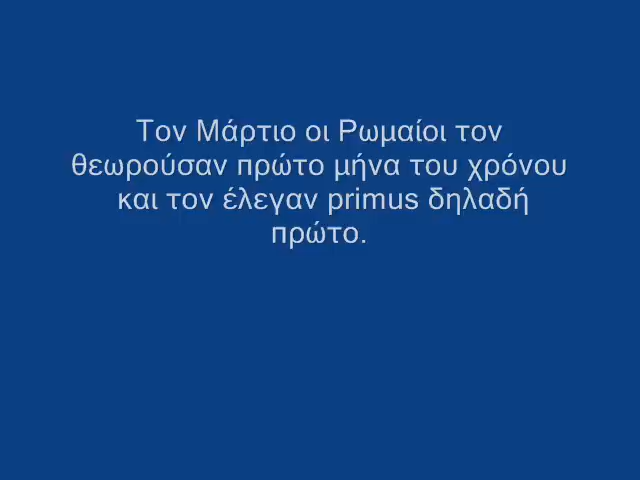 Τον Μάρτιο οι Ρωμαίοι τον
θεωρούσαν πρώτο μήνα του χρόνου
και τον έλεγαν primus δηλαδή
πρώτο.